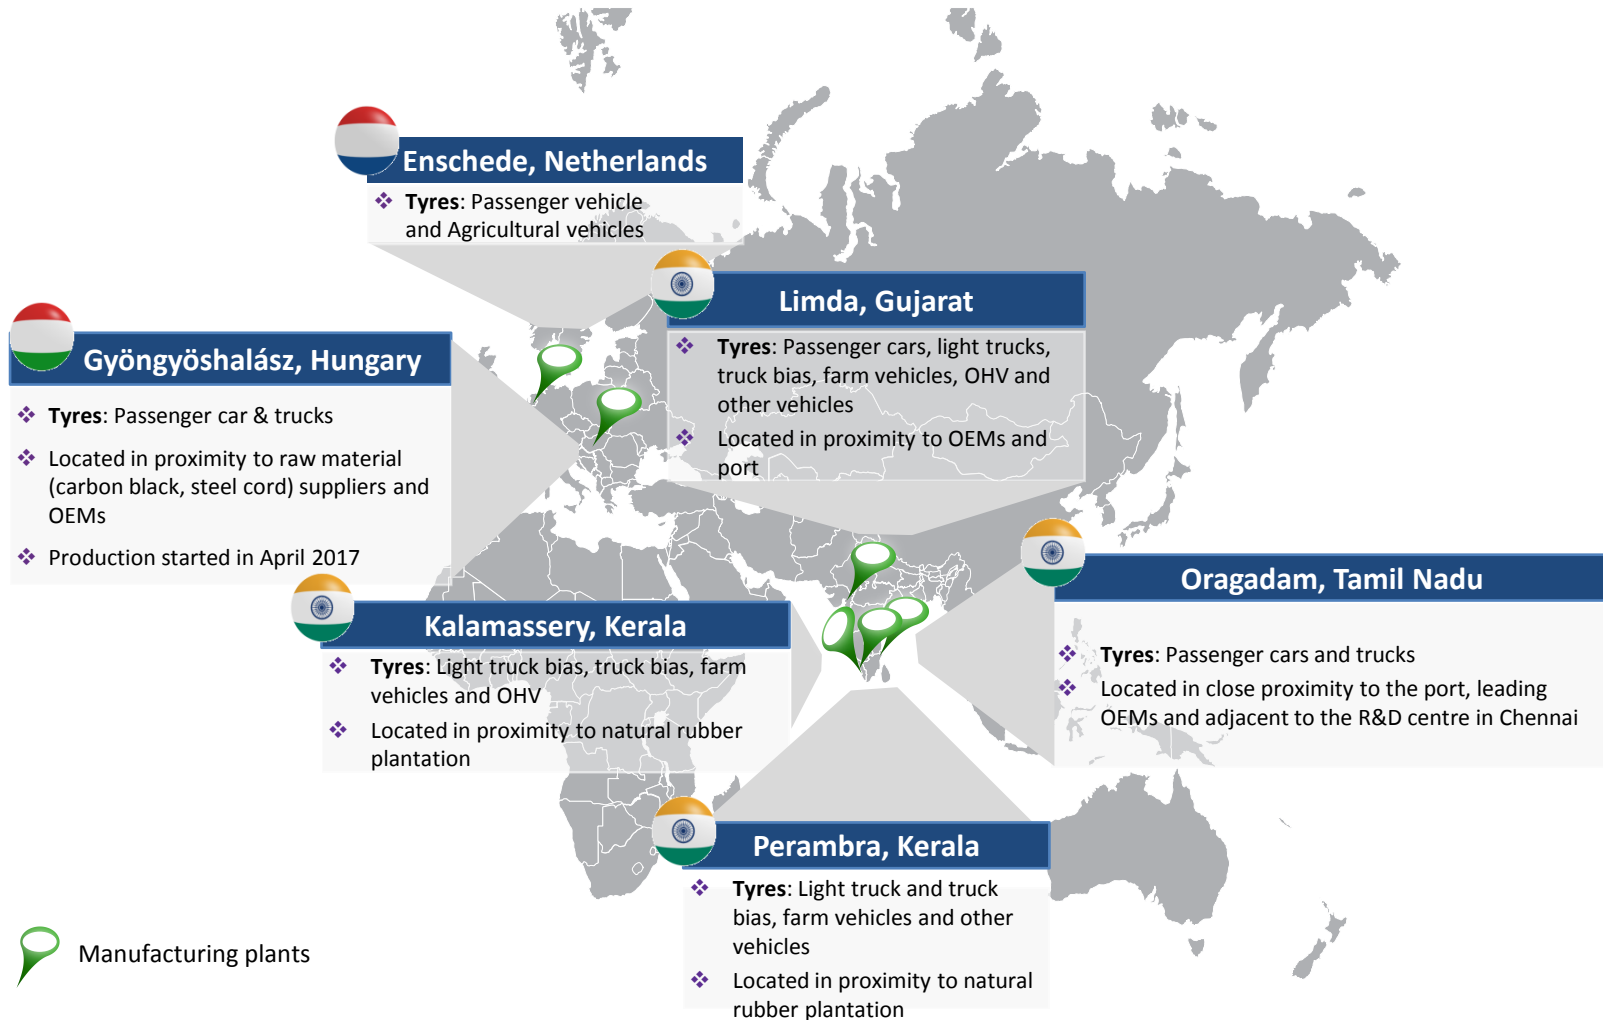 Enschede, Netherlands
Tyres: Passenger vehicle
and Agricultural vehicles
Limda, Gujarat
Tyres: Passenger cars, light trucks,
truck bias, farm vehicles, OHV and
other vehicles
Located in proximity to OEMs and
port
Gyöngyöshalász, Hungary
Tyres: Passenger car & trucks
Located in proximity to raw material
(carbon black, steel cord) suppliers and
OEMs
Production started in April 2017
Oragadam, Tamil Nadu
Tyres: Passenger cars and trucks
Located in close proximity to the port, leading
OEMs and adjacent to the R&D centre in Chennai
Kalamassery, Kerala
Tyres: Light truck bias, truck bias, farm
vehicles and OHV
Located in proximity to natural rubber
plantation
Perambra, Kerala
Tyres: Light truck and truck
bias, farm vehicles and other
vehicles
Located in proximity to natural
rubber plantation
Manufacturing plants